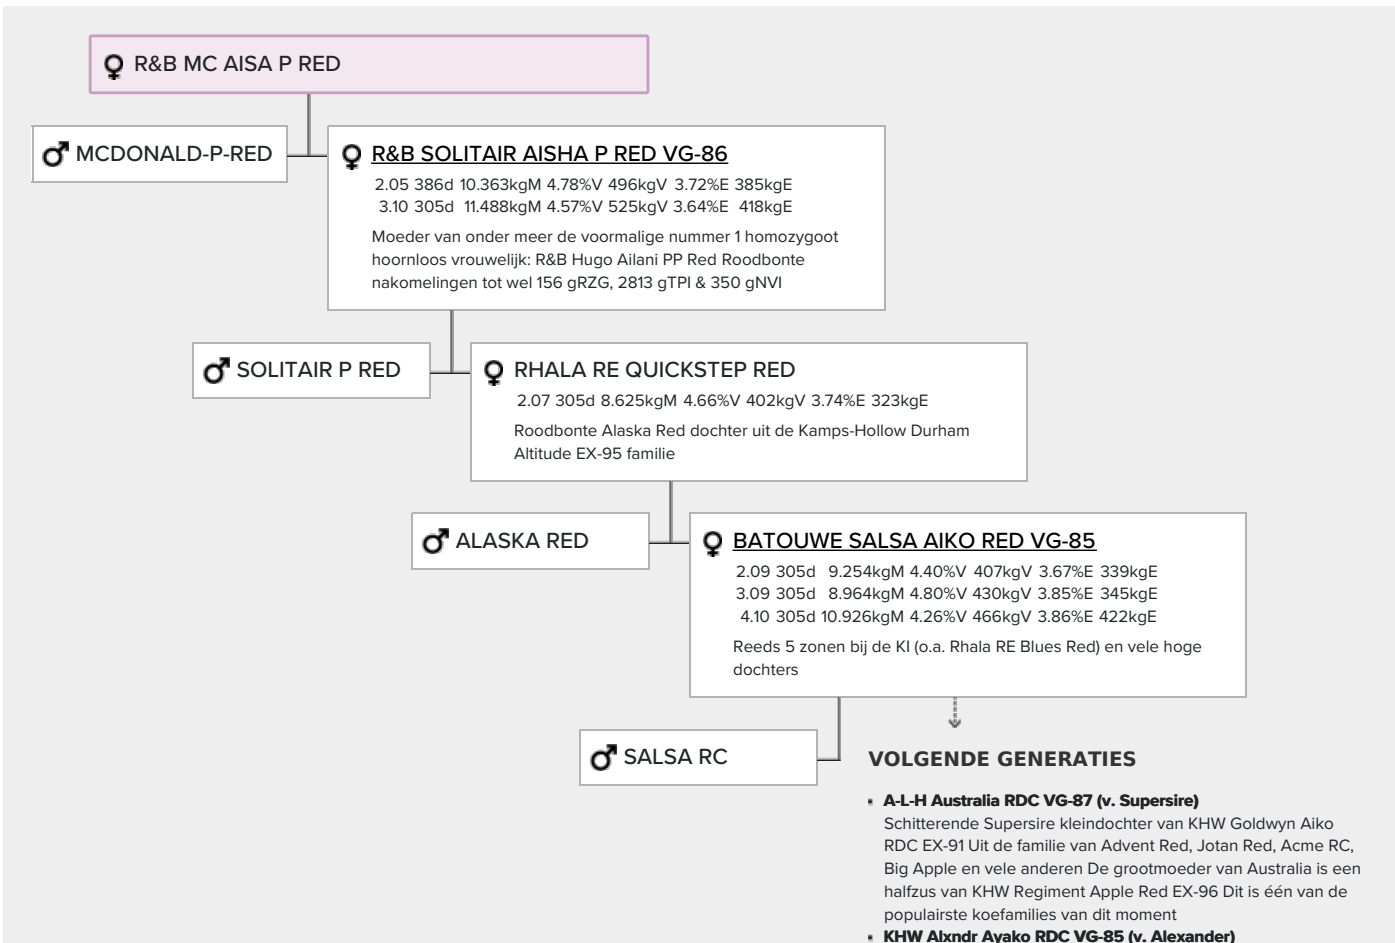 R&B MC AISA P RED
MCDONALD-P-RED
R&B SOLITAIR AISHA P RED VG-86
2.05 386d 10.363kgM 4.78%V 496kgV 3.72%E 385kgE
3.10 305d 11.488kgM 4.57%V 525kgV 3.64%E 418kgE
Moeder van onder meer de voormalige nummer 1 homozygoot
hoornloos vrouwelijk: R&B Hugo Ailani PP Red Roodbonte
nakomelingen tot wel 156 gRZG, 2813 gTPI & 350 gNVI
SOLITAIR P RED
RHALA RE QUICKSTEP RED
2.07 305d 8.625kgM 4.66%V 402kgV 3.74%E 323kgE
Roodbonte Alaska Red dochter uit de Kamps-Hollow Durham
Altitude EX-95 familie
ALASKA RED
BATOUWE SALSA AIKO RED VG-85
2.09 305d 9.254kgM 4.40%V 407kgV 3.67%E 339kgE
3.09 305d 8.964kgM 4.80%V 430kgV 3.85%E 345kgE
4.10 305d 10.926kgM 4.26%V 466kgV 3.86%E 422kgE
Reeds 5 zonen bij de KI (o.a. Rhala RE Blues Red) en vele hoge
dochters
SALSA RC
VOLGENDE GENERATIES
A-L-H Australia RDC VG-87 (v. Supersire)
Schitterende Supersire kleindochter van KHW Goldwyn Aiko
RDC EX-91 Uit de familie van Advent Red, Jotan Red, Acme RC,
Big Apple en vele anderen De grootmoeder van Australia is een
halfzus van KHW Regiment Apple Red EX-96 Dit is één van de
populairste koefamilies van dit moment
KHW Alxndr Ayako RDC VG-85 (v. Alexander)